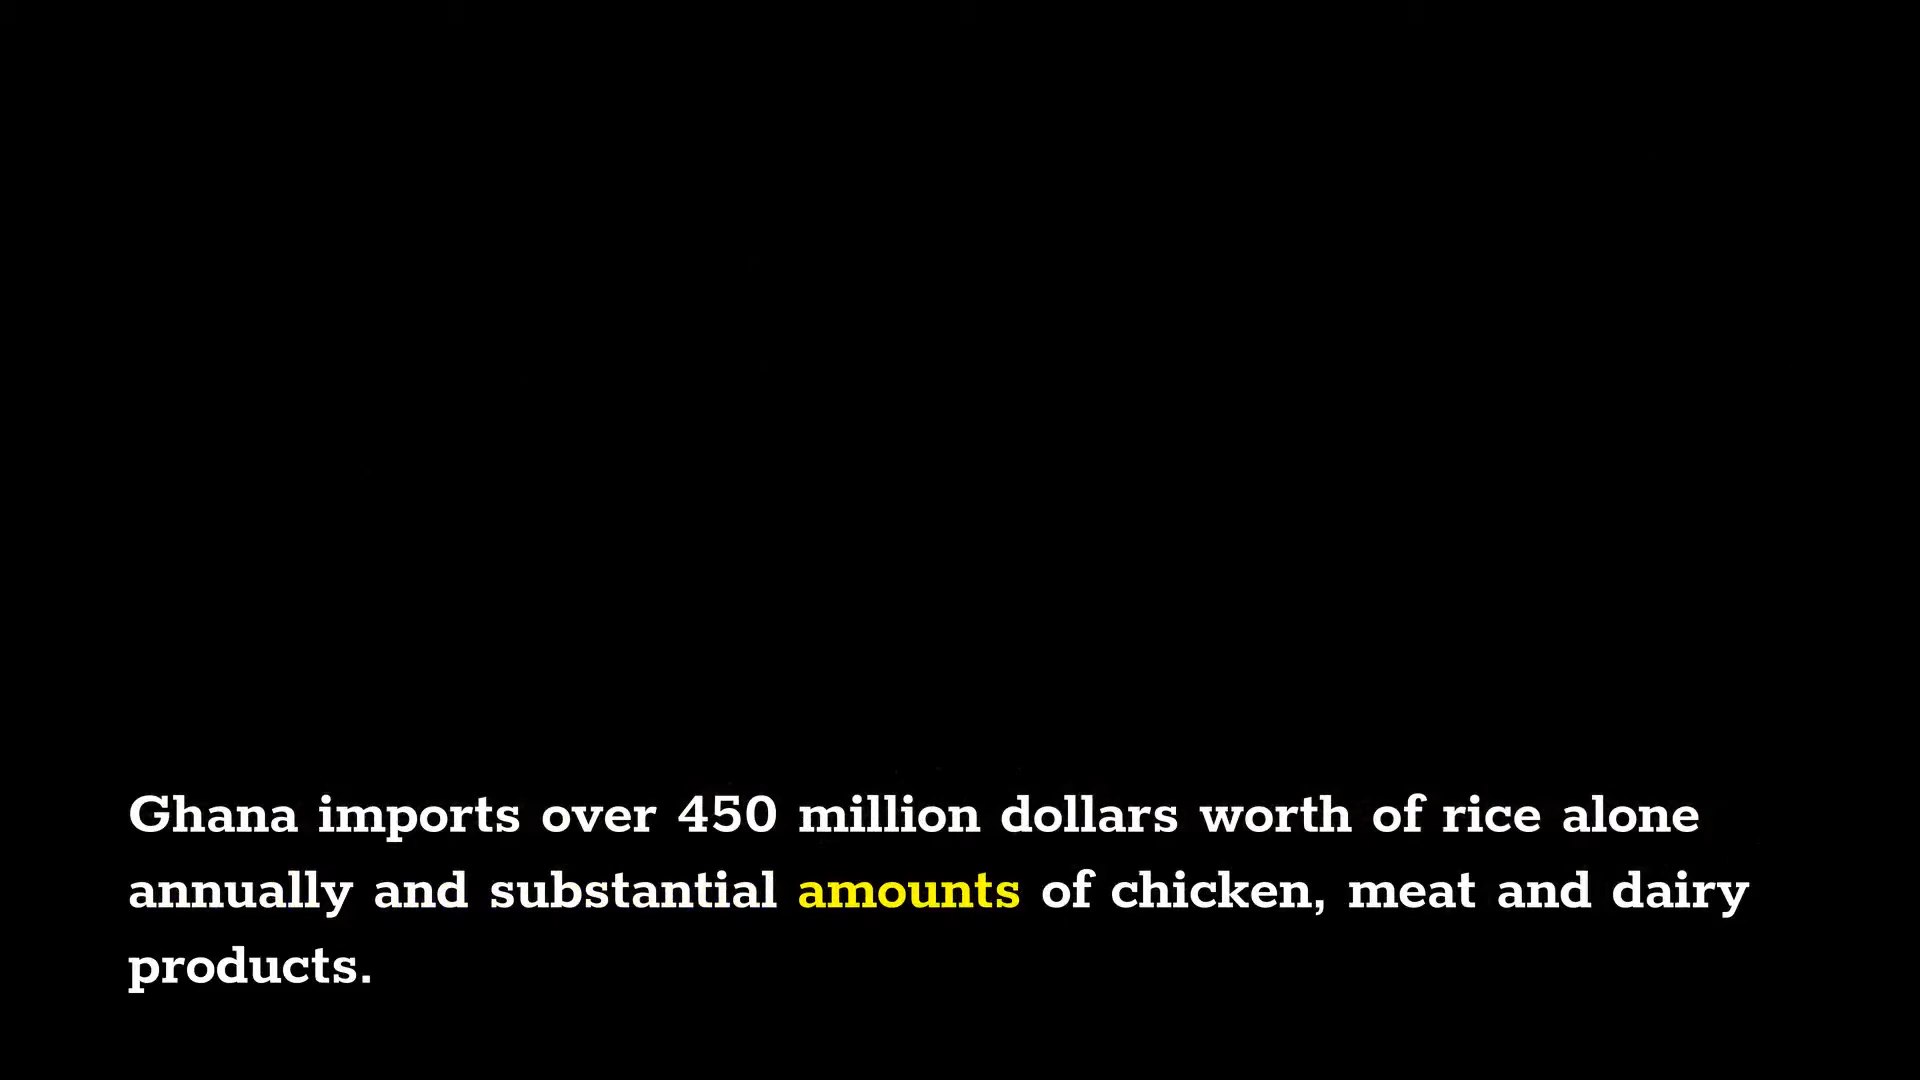 Ghana imports over 450 million dollars worth of rice alone
annually and substantial amounts of chicken, meat and dairy
products.